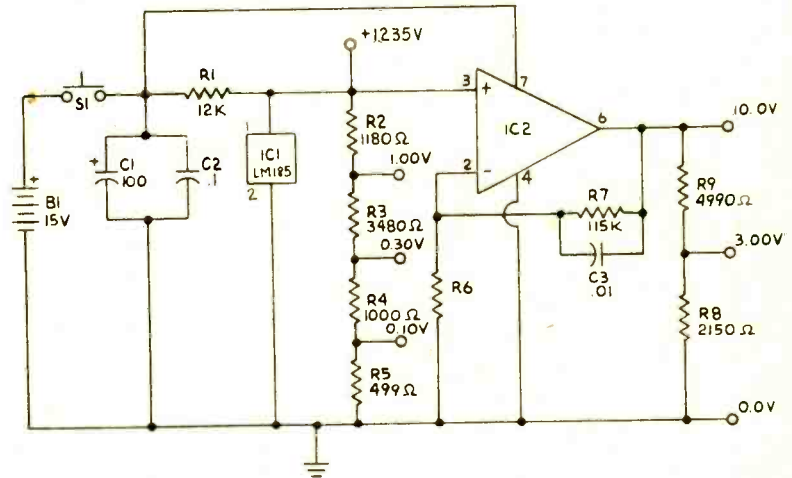 +1.235V
S1
R1
12K
3
+
7
IC2
6
10.0V
2
-
4
R2
1180Ω
1.00V
1
IC1
LM185
2
+
C1
100
C2
.1
+
B1
15V
R3
3480Ω
0.30V
R4
1000Ω
0.10V
R5
499Ω
R6
R7
115K
C3
.01
R9
4990Ω
3.00V
R8
2150Ω
0.0V